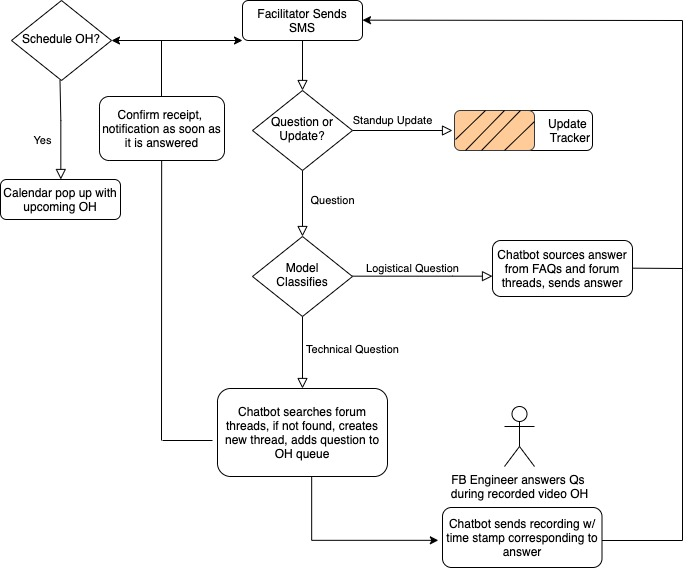 Facilitator Sends
SMS
Schedule OH?
Confirm receipt,
notification as soon as
it is answered
Question or
Update?
Standup Update
Update
Tracker
Yes
Calendar pop up with
upcoming OH
Question
Model
Classifies
Logistical Question
Chatbot sources answer
from FAQs and forum
threads, sends answer
Technical Question
Chatbot searches forum
threads, if not found, creates
new thread, adds question to
OH queue
FB Engineer answers Qs
during recorded video OH
Chatbot sends recording w/
time stamp corresponding to
answer